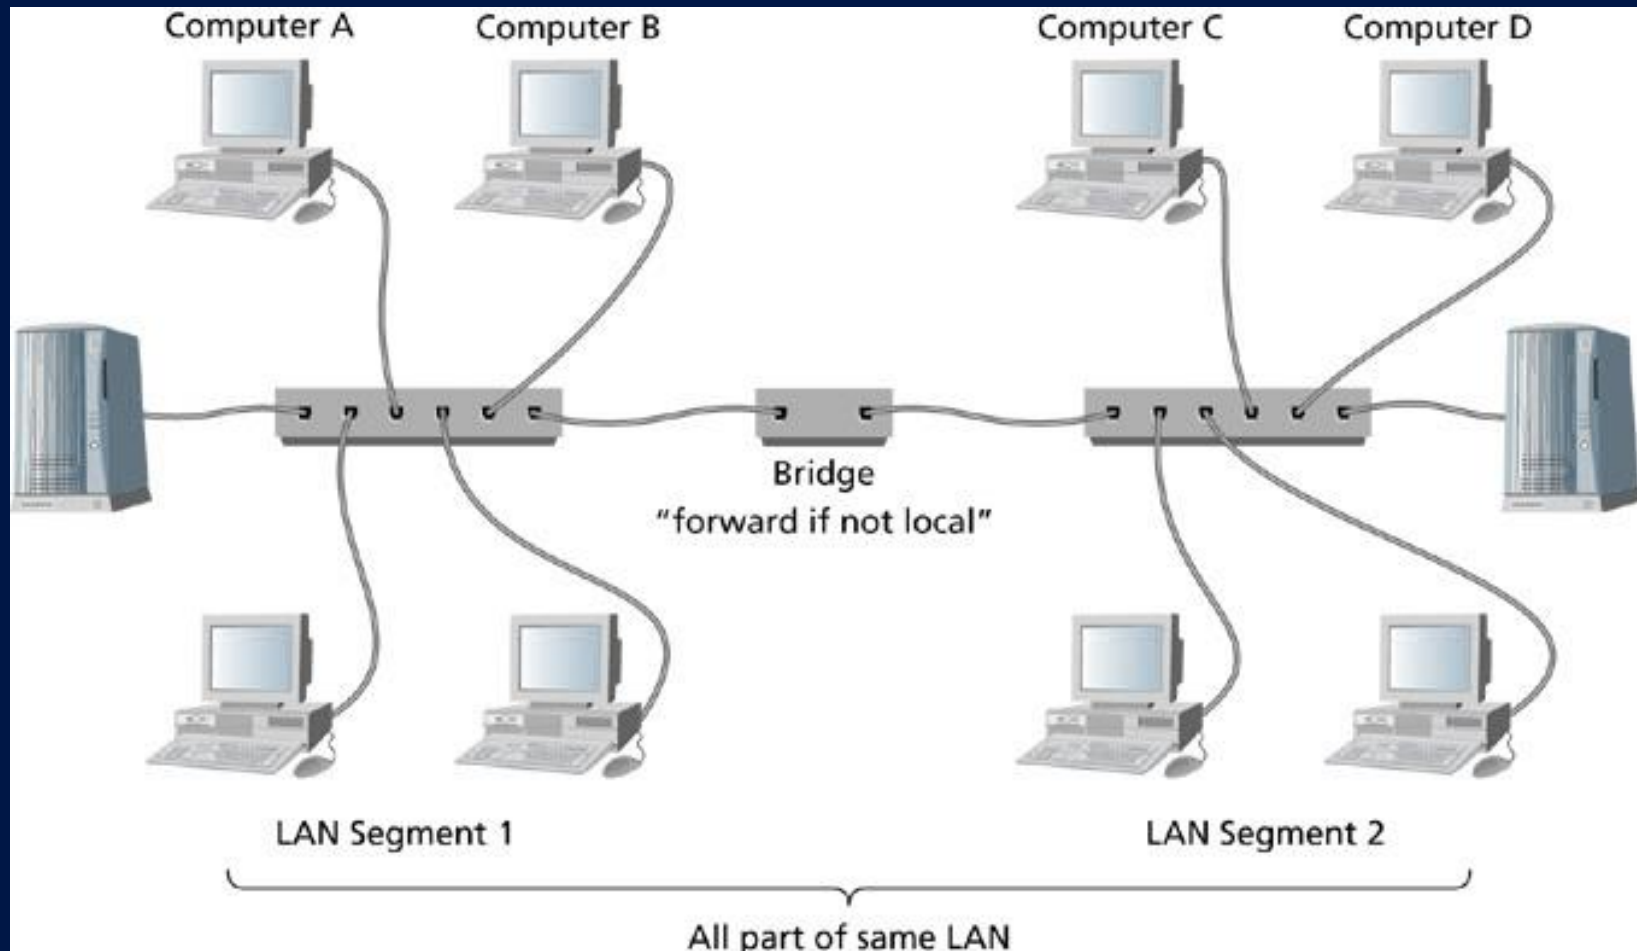 Computer A
Computer B
Computer C
Computer D
Bridge
“forward if not local”
LAN Segment 1
LAN Segment 2
All part of same LAN